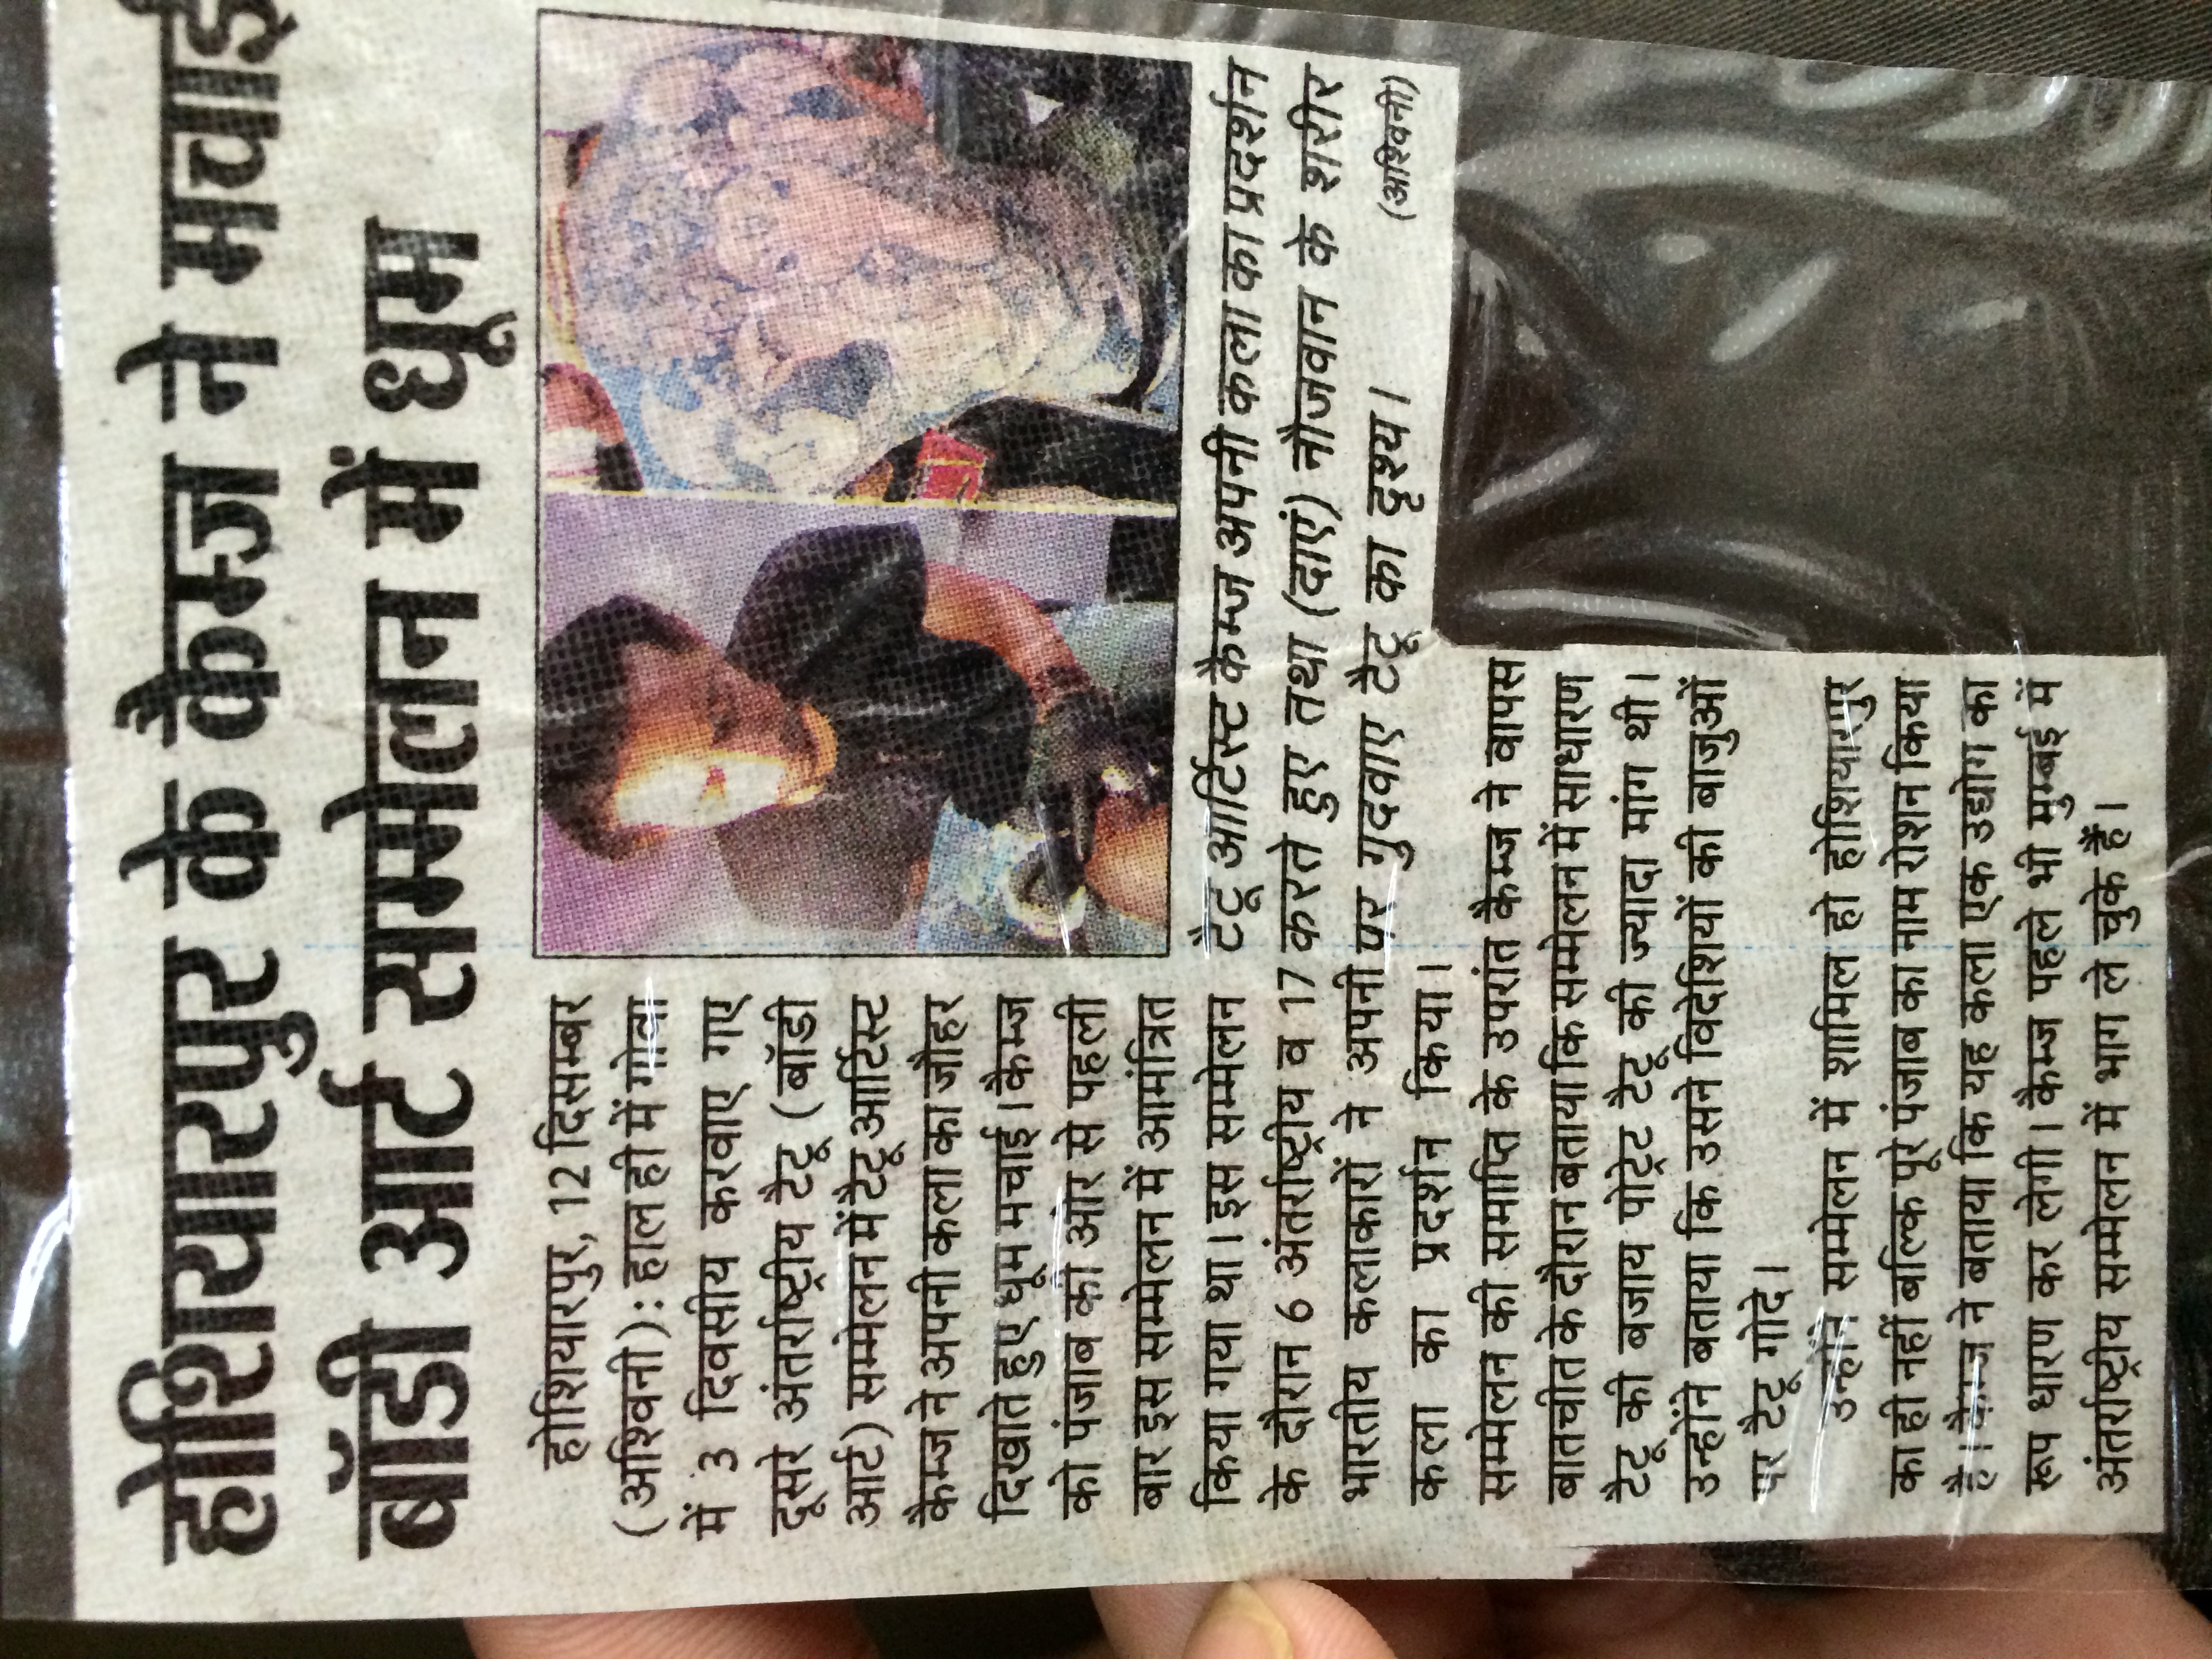 होशियारपुर के कैम्ज ने मचाई
बॉडी आर्ट सम्मेलन में धूम
होशियारपुर, 12 दिसम्बर
(अश्विनी): हाल ही में गोवा
में 3 दिवसीय करवाए गए
दूसरे अंतर्राष्ट्रीय टैटू (बॉडी
आर्ट) सम्मेलन में टैटू आर्टिस्ट
कैम्ज ने अपनी कला का जौहर
दिखाते हुए धूम मचाई। कैम्ज
को पंजाब की ओर से पहली
बार इस सम्मेलन में आमंत्रित
किया गया था। इस सम्मेलन
के दौरान 6 अंतर्राष्ट्रीय व 17
भारतीय कलाकारों ने अपनी
कला का प्रदर्शन किया।
सम्मेलन की समाप्ति के उपरांत कैम्ज ने वापस
बातचीत के दौरान बताया कि सम्मेलन में साधारण
टैटू की बजाय पोट्रेट टैटू की ज्यादा मांग थी।
उन्होंने बताया कि उसने विदेशियों की बाजुओं
पर टैटू गोदे।
उन्होंने सम्मेलन में शामिल हो होशियारपुर
का ही नहीं बल्कि पूरे पंजाब का नाम रोशन किया
है। कैम्ज ने बताया कि यह कला एक उद्योग का
रूप धारण कर लेगी। कैम्ज पहले भी मुम्बई में
अंतर्राष्ट्रीय सम्मेलन में भाग ले चुके हैं।
टैटू आर्टिस्ट कैम्ज अपनी कला का प्रदर्शन
करते हुए तथा (दाएं) नौजवान के शरीर
पर गुदवाए टैटू का दृश्य।
(अश्विनी)